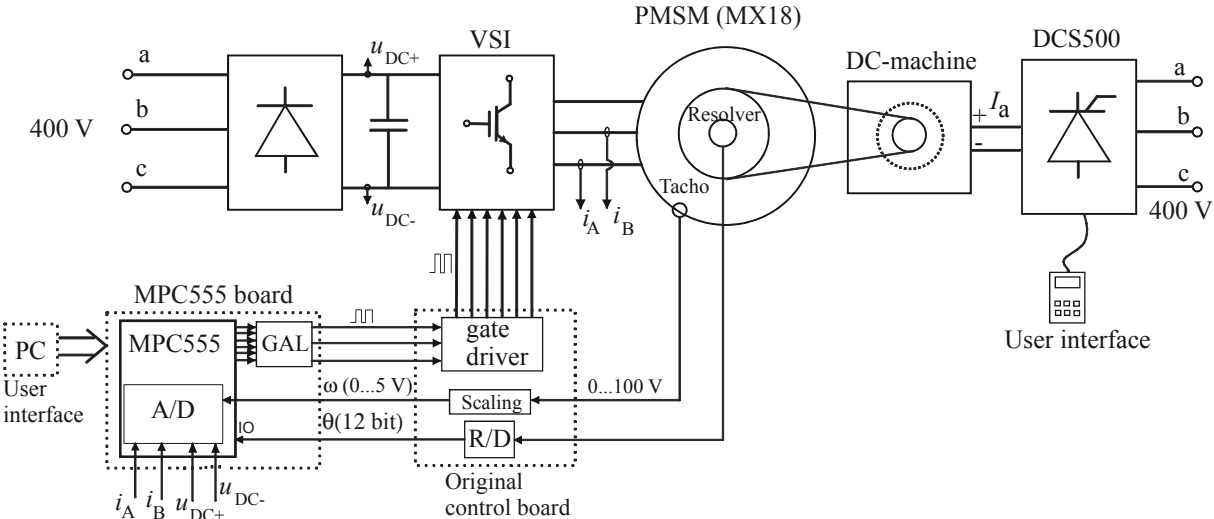 PMSM (MX18)
VSI
DCS500
DC-machine
a
b
c
400 V
u DC+
u DC-
i A
i B
Resolver
Tacho
+
-
I a
a
b
c
400 V
User interface
MPC555 board
PC
User
interface
MPC555
GAL
gate
driver
A/D
IO
ω (0...5 V)
θ(12 bit)
Scaling
R/D
0...100 V
Original
control board
i A
i B
u DC+
u DC-